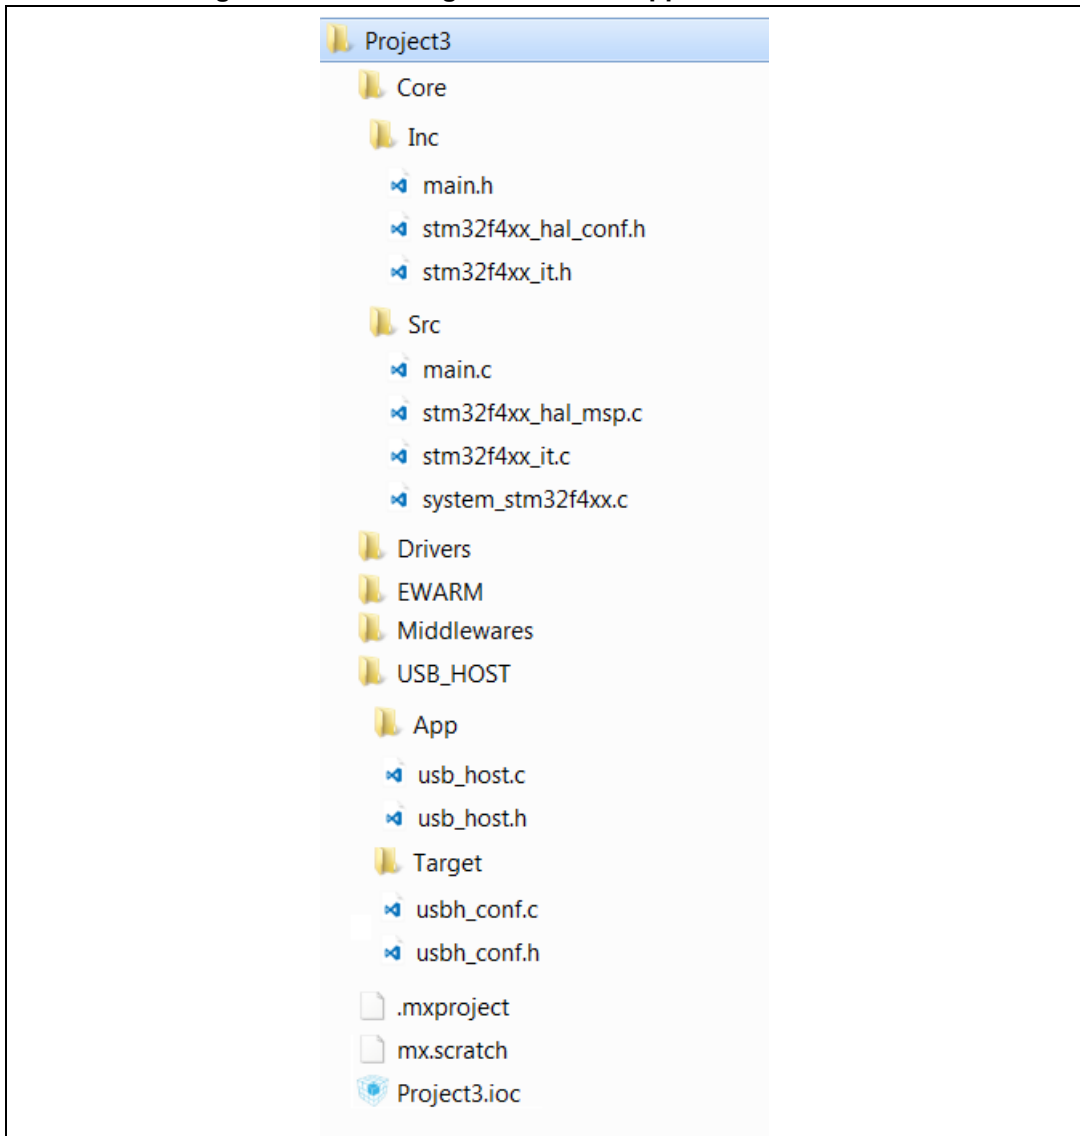 Project3
Core
Inc
main.h
stm32f4xx_hal_conf.h
stm32f4xx_it.h
Src
main.c
stm32f4xx_hal_msp.c
stm32f4xx_it.c
system_stm32f4xx.c
Drivers
EWARM
Middlewares
USB_HOST
App
usb_host.c
usb_host.h
Target
usbh_conf.c
usbh_conf.h
.mxproject
mx.scratch
Project3.ioc